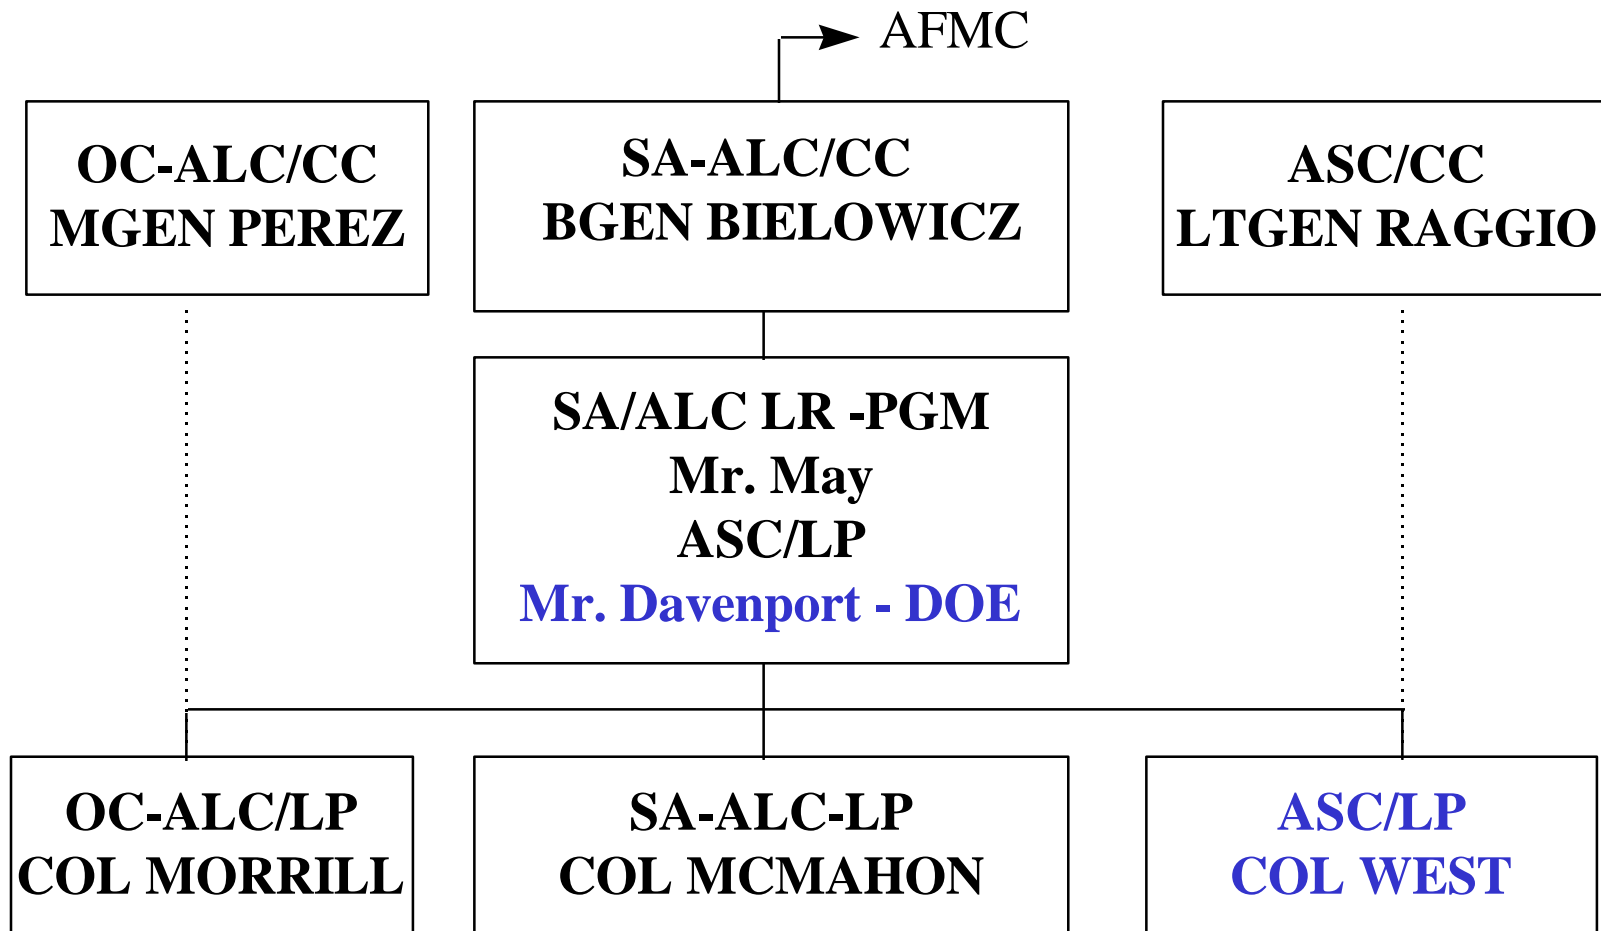 AFMC
OC-ALC/CC
MGEN PEREZ
SA-ALC/CC
BGEN BIELOWICZ
ASC/CC
LTGEN RAGGIO
SA/ALC LR -PGM
Mr. May
ASC/LP
Mr. Davenport - DOE
OC-ALC/LP
COL MORRILL
SA-ALC-LP
COL MCMAHON
ASC/LP
COL WEST